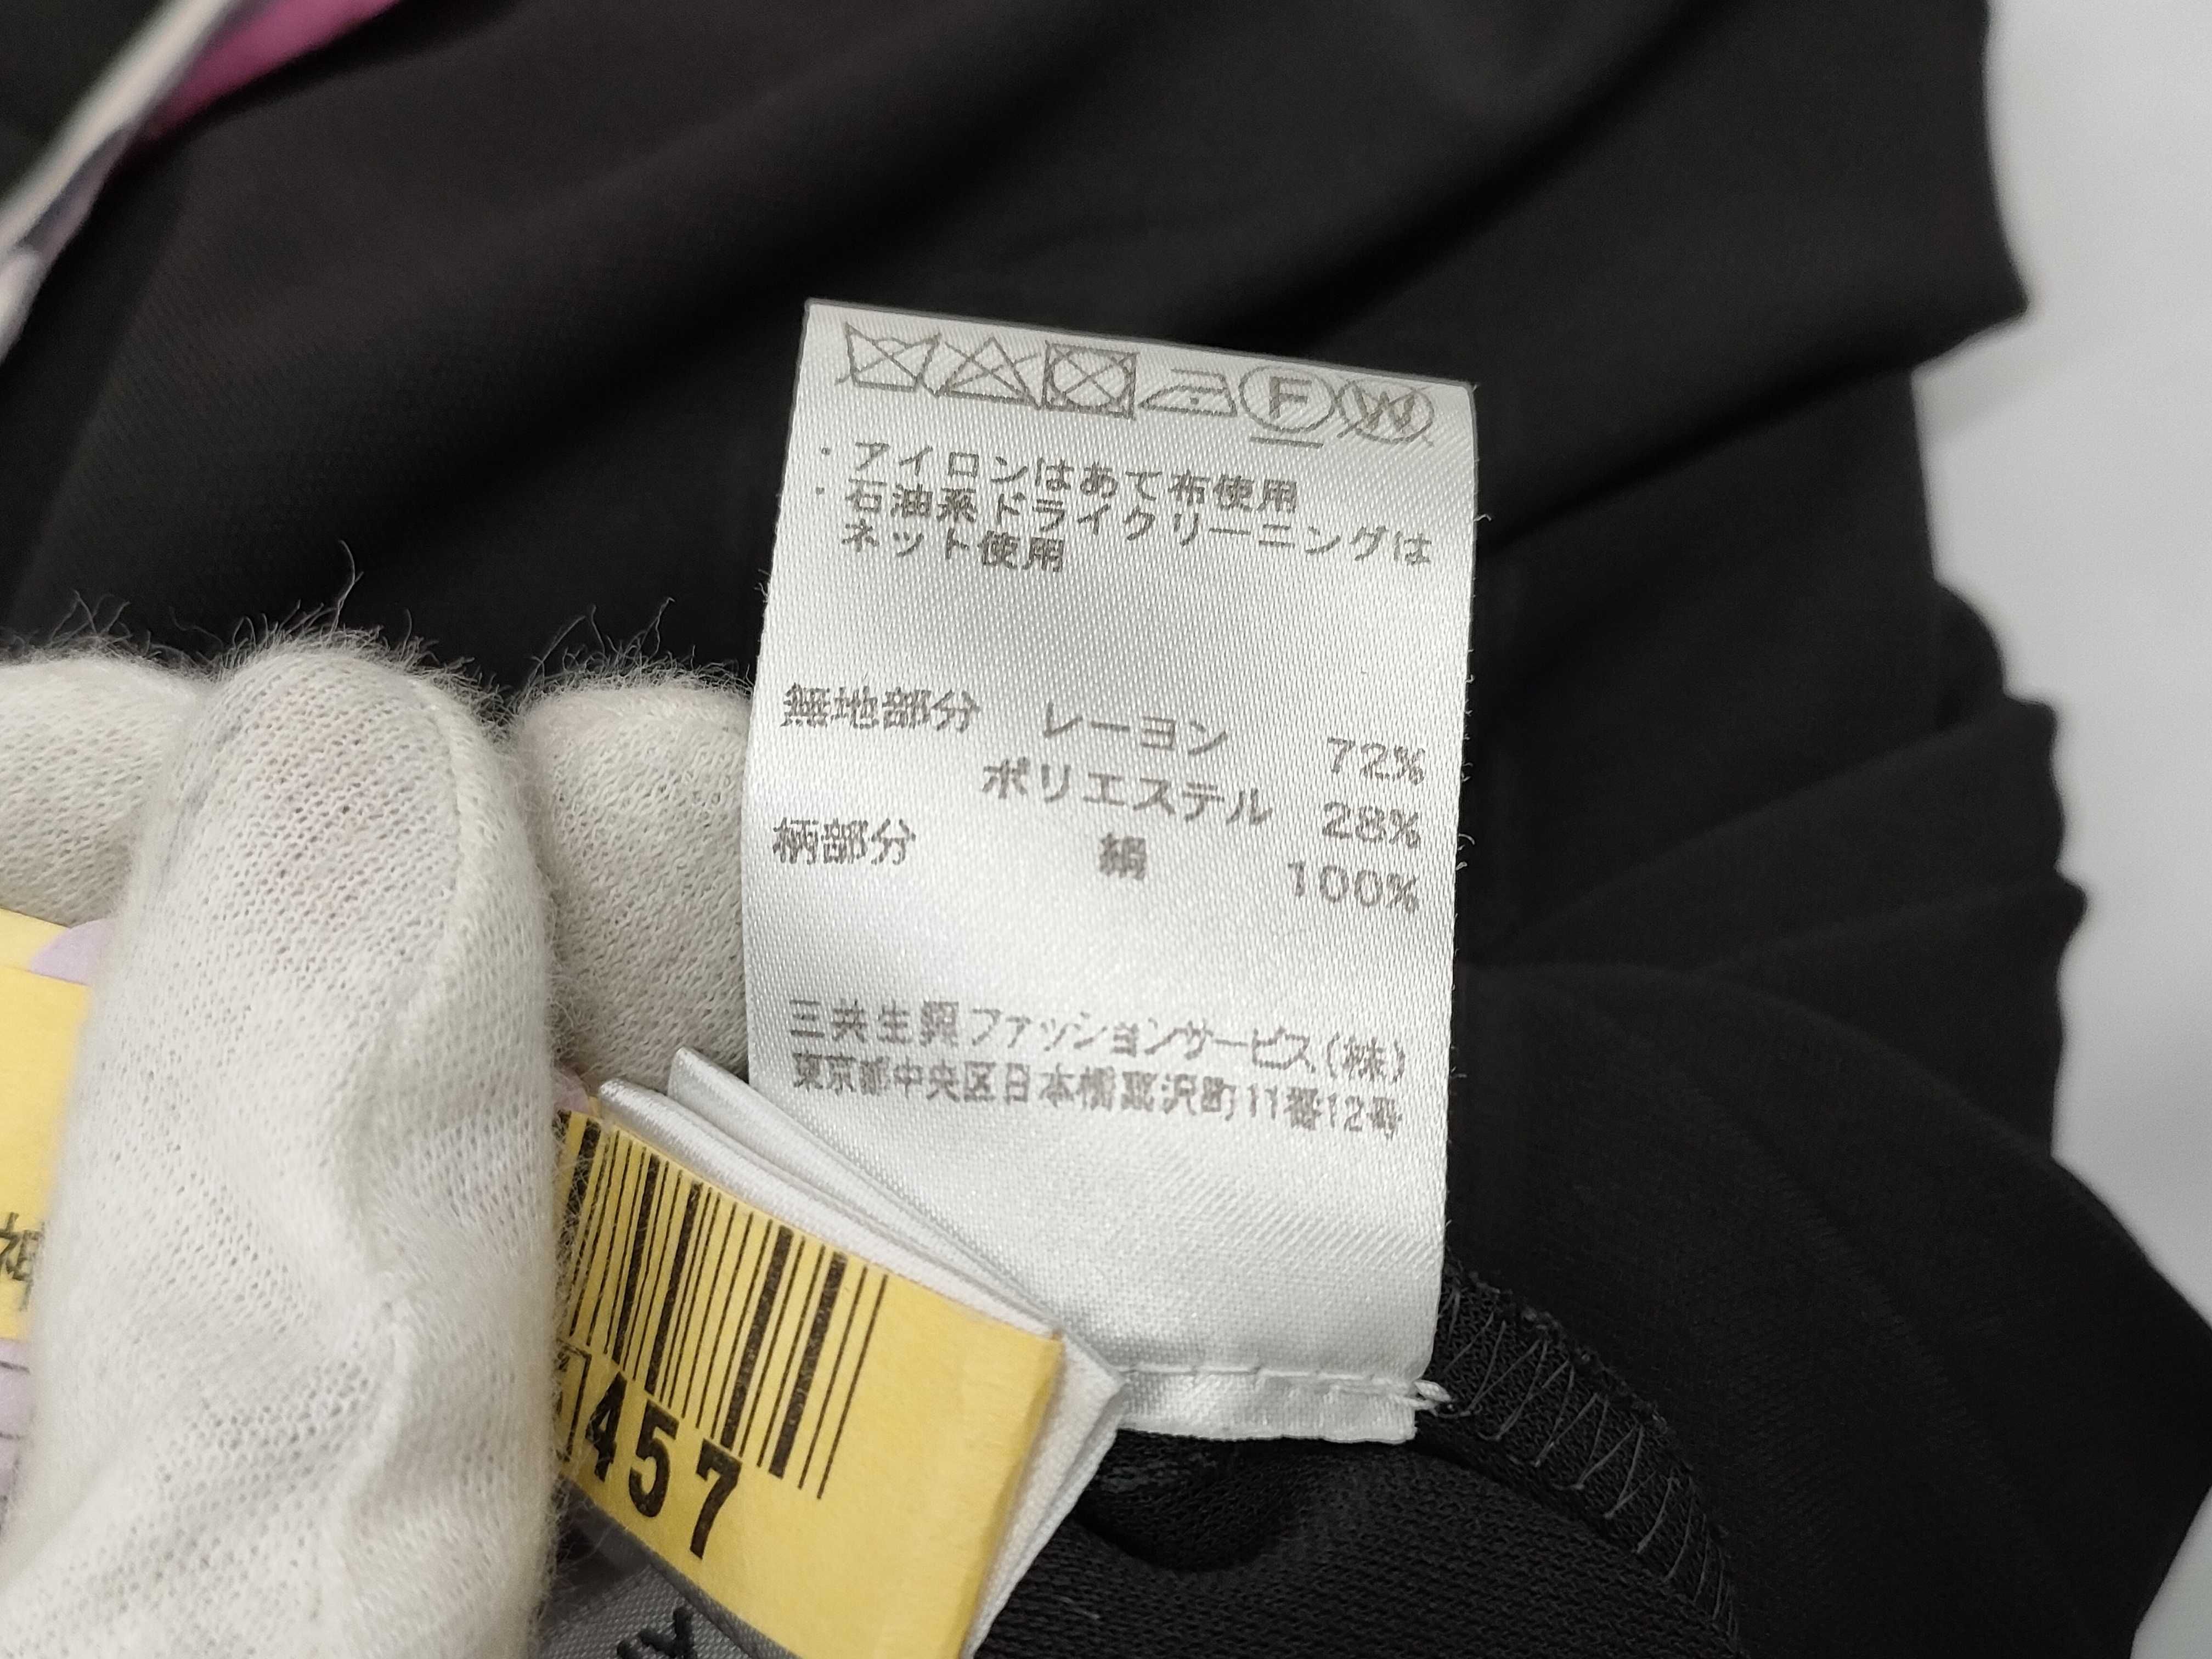 F W
・アイロンはあて布使用
・石油系ドライクリーニングは
ネット使用
無地部分 レーヨン 72%
ポリエステル 28%
柄部分 絹 100%
三共生興ファッションサービス(株)
東京都中央区日本橋蛎沢町11番12号
457